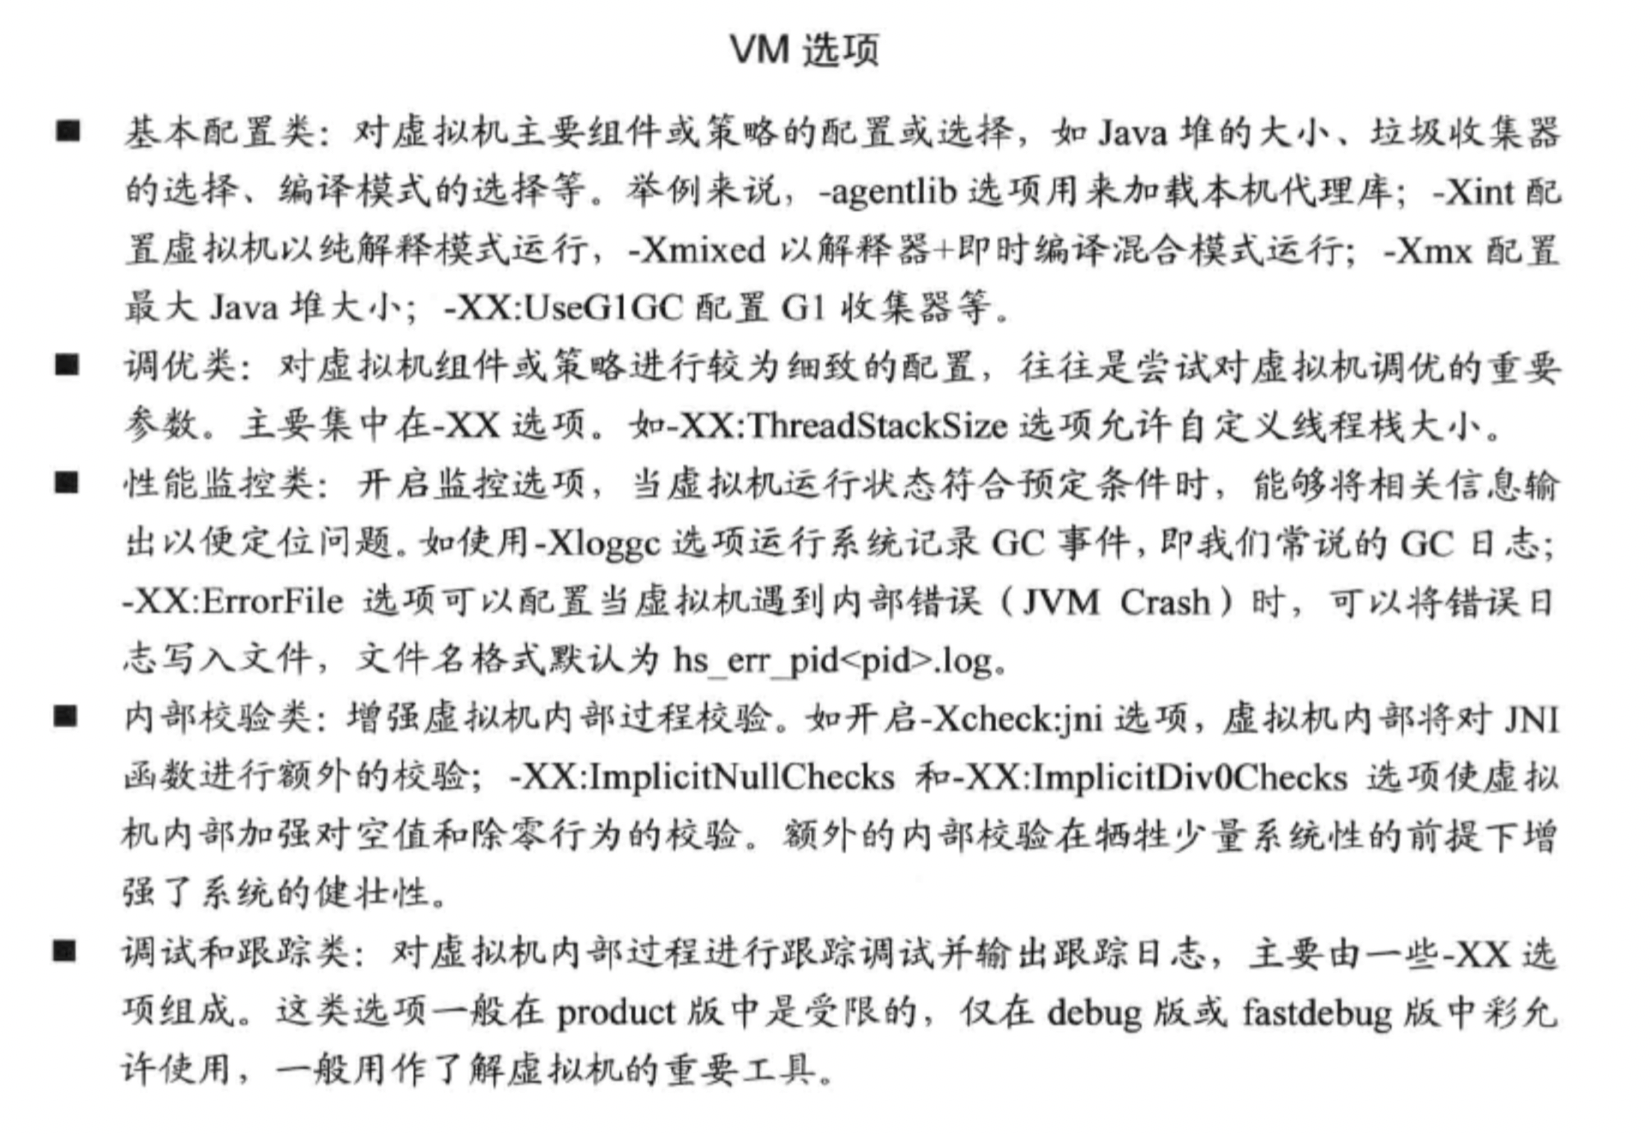 VM 选项
■ 基本配置类：对虚拟机主要组件或策略的配置或选择，如 Java 堆的大小、垃圾收集器
的选择、编译模式的选择等。举例来说，-agentlib 选项用来加载本机代理库；-Xint 配
置虚拟机以纯解释模式运行，-Xmixed 以解释器+即时编译混合模式运行；-Xmx 配置
最大 Java 堆大小；-XX:UseG1GC 配置 G1 收集器等。
■ 调优类：对虚拟机组件或策略进行较为细致的配置，往往是尝试对虚拟机调优的重要
参数。主要集中在-XX 选项。如-XX:ThreadStackSize 选项允许自定义线程栈大小。
■ 性能监控类：开启监控选项，当虚拟机运行状态符合预定条件时，能够将相关信息输
出以便定位问题。如使用-Xloggc 选项运行系统记录 GC 事件，即我们常说的 GC 日志；
-XX:ErrorFile 选项可以配置当虚拟机遇到内部错误（JVM Crash）时，可以将错误日
志写入文件，文件名格式默认为 hs_err_pid<pid>.log。
■ 内部校验类：增强虚拟机内部过程校验。如开启-Xcheck:jni 选项，虚拟机内部将对 JNI
函数进行额外的校验；-XX:ImplicitNullChecks 和-XX:ImplicitDiv0Checks 选项使虚拟
机内部加强对空值和除零行为的校验。额外的内部校验在牺牲少量系统性的前提下增
强了系统的健壮性。
■ 调试和跟踪类：对虚拟机内部过程进行跟踪调试并输出跟踪日志，主要由一些-XX 选
项组成。这类选项一般在 product 版中是受限的，仅在 debug 版或 fastdebug 版中彩允
许使用，一般用作了解虚拟机的重要工具。